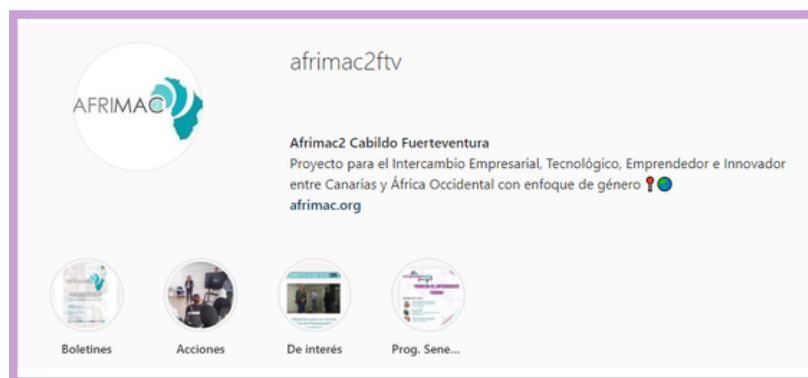 afrimac2ftv
AFRIMAC
Afrimac2 Cabildo Fuerteventura
Proyecto para el Intercambio Empresarial, Tecnológico, Emprendedor e Innovador
entre Canarias y África Occidental con enfoque de género 📍🌍
afrimac.org
Boletines
Acciones
De interés
Prog. Sene...